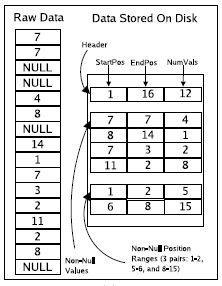 Raw Data
7
7
NULL
NULL
4
8
NULL
14
1
7
3
2
11
2
8
NULL
Data Stored On Disk
Header
StartPos EndPos NumVals
1 16 12
7 7 4
8 14 1
7 3 2
11 2 8
1 2 5
6 8 15
Non-Null
Values
Non-Null Position
Ranges (3 pairs: 1-2,
5-6, and 8-15)